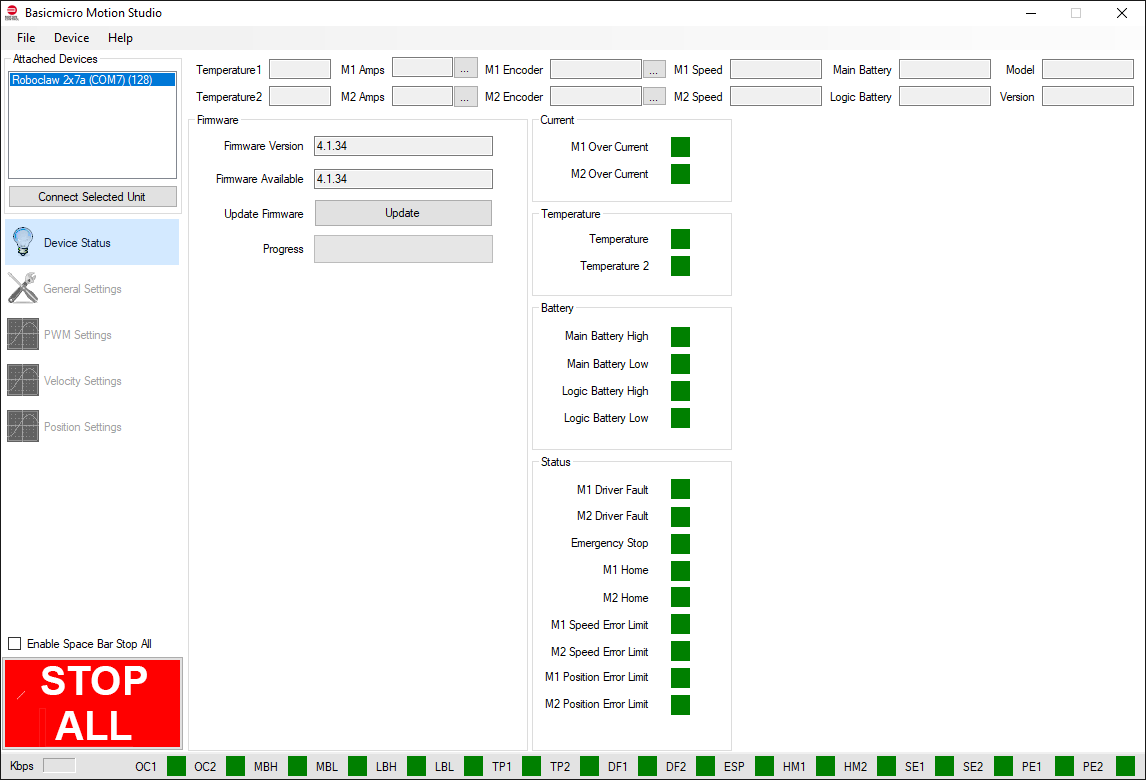 Basicmicro Motion Studio
File Device Help
Attached Devices
Roboclaw 2x7a (COM7) (128)
Connect Selected Unit
Temperature1 M1 Amps ... M1 Encoder ... M1 Speed Main Battery Model
Temperature2 M2 Amps ... M2 Encoder ... M2 Speed Logic Battery Version
Device Status
General Settings
PWM Settings
Velocity Settings
Position Settings
Firmware
Firmware Version 4.1.34
Firmware Available 4.1.34
Update Firmware Update
Progress
Current
M1 Over Current
M2 Over Current
Temperature
Temperature
Temperature 2
Battery
Main Battery High
Main Battery Low
Logic Battery High
Logic Battery Low
Status
M1 Driver Fault
M2 Driver Fault
Emergency Stop
M1 Home
M2 Home
M1 Speed Error Limit
M2 Speed Error Limit
M1 Position Error Limit
M2 Position Error Limit
Enable Space Bar Stop All
STOP
ALL
Kbps OC1 OC2 MBH MBL LBH LBL TP1 TP2 DF1 DF2 ESP HM1 HM2 SE1 SE2 PE1 PE2